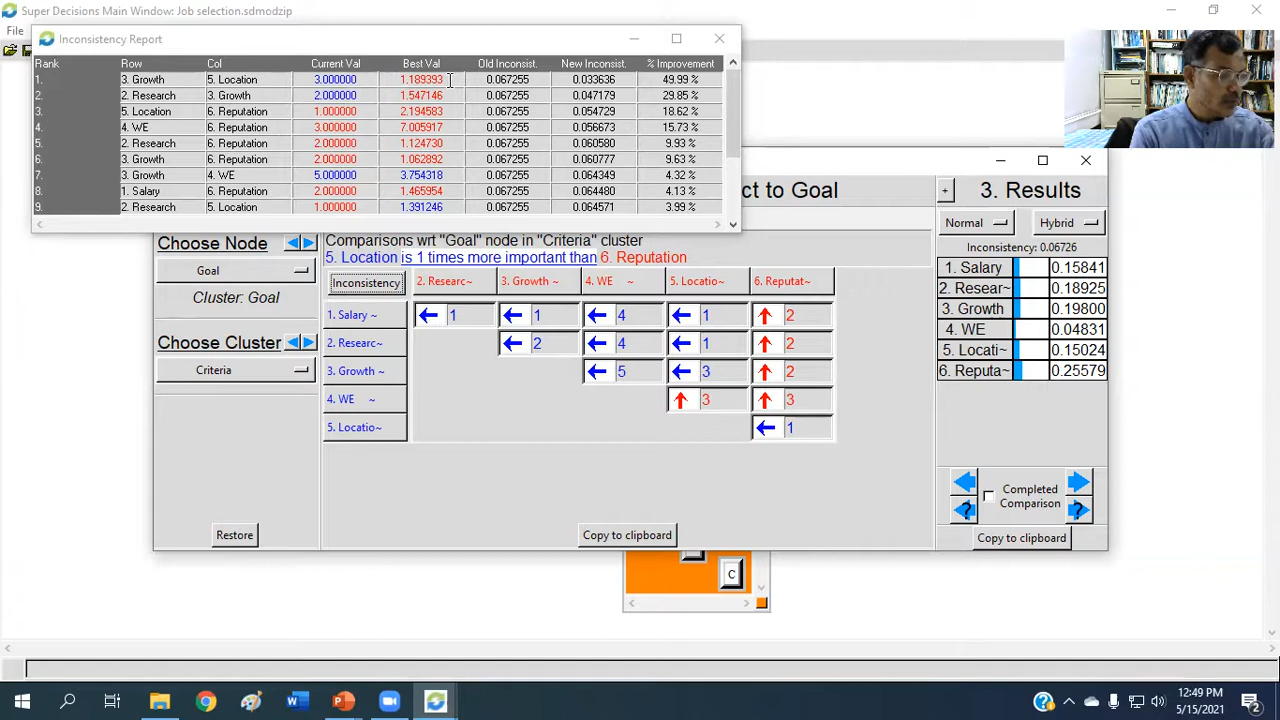 Super Decisions Main Window: Job selection.sdmodzip
File
Inconsistency Report
Rank Row Col Current Val Best Val Old Inconsist. New Inconsist. % Improvement
1. 3. Growth 5. Location 3.000000 1.189393 0.067255 0.033636 49.99 %
2. 2. Research 3. Growth 2.000000 1.547146 0.067255 0.047179 29.85 %
3. 5. Location 6. Reputation 1.000000 2.194583 0.067255 0.054729 18.62 %
4. 4. WE 6. Reputation 3.000000 7.005917 0.067255 0.056673 15.73 %
5. 2. Research 6. Reputation 2.000000 1.124730 0.067255 0.060580 9.93 %
6. 3. Growth 6. Reputation 2.000000 1.062892 0.067255 0.060777 9.63 %
7. 3. Growth 4. WE 5.000000 3.754318 0.067255 0.064349 4.32 %
8. 1. Salary 6. Reputation 2.000000 1.465954 0.067255 0.064480 4.13 %
9. 2. Research 5. Location 1.000000 1.391246 0.067255 0.064571 3.99 %
ct to Goal
+ 3. Results
Normal Hybrid
Choose Node
Goal
Cluster: Goal
Choose Cluster
Criteria
Restore
Comparisons wrt "Goal" node in "Criteria" cluster
5. Location is 1 times more important than 6. Reputation
Inconsistency 2. Researc~ 3. Growth ~ 4. WE ~ 5. Locatio~ 6. Reputat~
1. Salary ~ 1 1 4 1 2
2. Researc~ 2 4 1 2
3. Growth ~ 5 3 2
4. WE ~ 3 3
5. Locatio~ 1
Copy to clipboard
Inconsistency: 0.06726
1. Salary 0.15841
2. Resear~ 0.18925
3. Growth 0.19800
4. WE 0.04831
5. Locati~ 0.15024
6. Reputa~ 0.25579
Completed
Comparison
?
?
Copy to clipboard
C
12:49 PM
5/15/2021
2